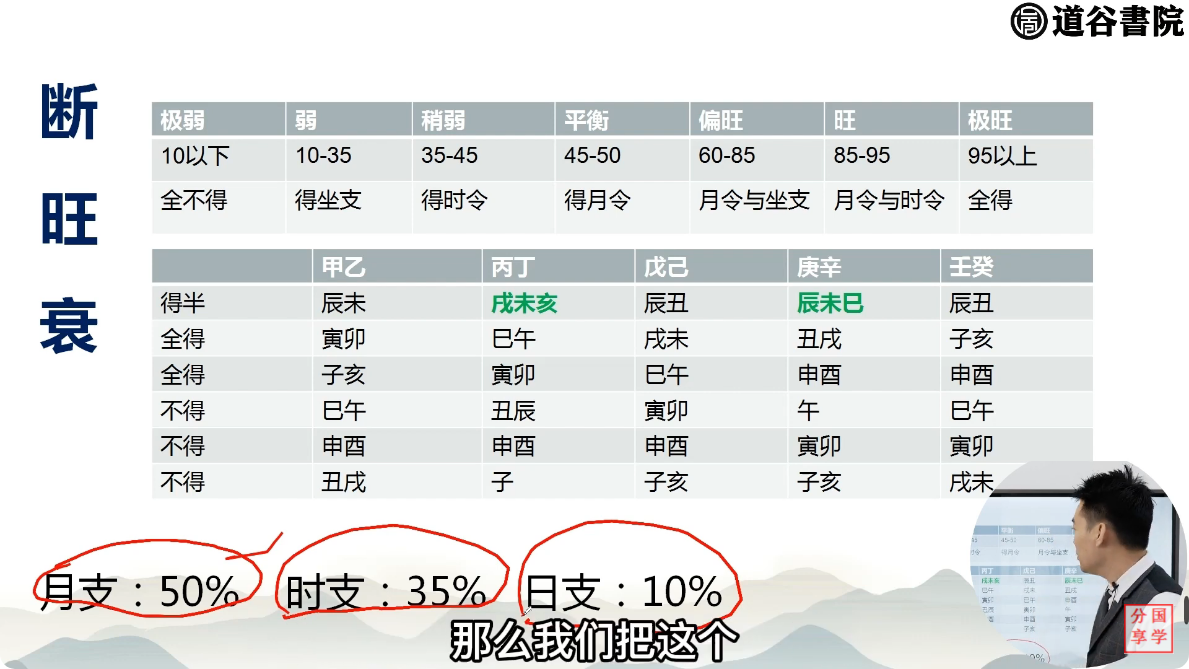 道谷書院
断旺衰
极弱 弱 稍弱 平衡 偏旺 旺 极旺
10以下 10-35 35-45 45-50 60-85 85-95 95以上
全不得 得坐支 得时令 得月令 月令与坐支 月令与时令 全得
甲乙 丙丁 戊己 庚辛 壬癸
得半 辰未 戌未亥 辰丑 辰未巳 辰丑
全得 寅卯 巳午 戌未 丑戌 子亥
全得 子亥 寅卯 巳午 申酉 申酉
不得 巳午 丑辰 寅卯 午 巳午
不得 申酉 申酉 申酉 寅卯 寅卯
不得 丑戌 子 子亥 子亥 戌未
月支：50% 时支：35% 日支：10%
那么我们把这个
分国
享学